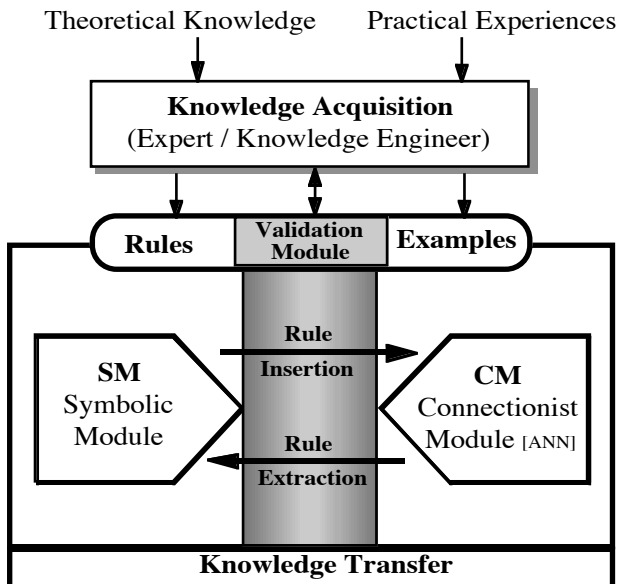 Theoretical Knowledge
Practical Experiences
Knowledge Acquisition
(Expert / Knowledge Engineer)
Rules
Validation
Module
Examples
Rule
Insertion
SM
Symbolic
Module
CM
Connectionist
Module [ANN]
Rule
Extraction
Knowledge Transfer